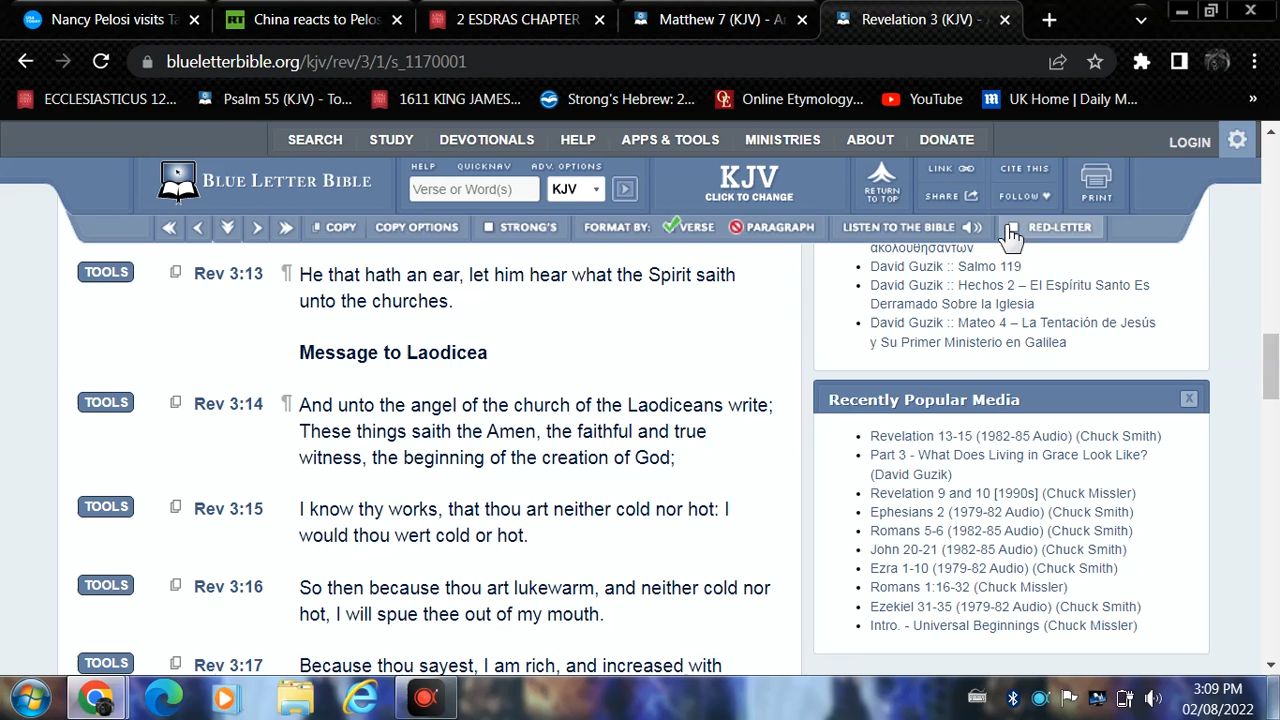 Nancy Pelosi visits Ta
China reacts to Pelos
2 ESDRAS CHAPTER
Matthew 7 (KJV) - A
Revelation 3 (KJV) -
blueletterbible.org/kjv/rev/3/1/s_1170001
ECCLESIASTICUS 12...
Psalm 55 (KJV) - To...
1611 KING JAMES...
Strong's Hebrew: 2...
Online Etymology...
YouTube
UK Home | Daily M...
SEARCH
STUDY
DEVOTIONALS
HELP
APPS & TOOLS
MINISTRIES
ABOUT
DONATE
LOGIN
BLUE LETTER BIBLE
HELP QUICKNAV ADV. OPTIONS
Verse or Word(s)
KJV
KJV
CLICK TO CHANGE
RETURN
TO TOP
LINK
CITE THIS
SHARE
FOLLOW
PRINT
COPY
COPY OPTIONS
STRONG'S
FORMAT BY:
VERSE
PARAGRAPH
LISTEN TO THE BIBLE
RED-LETTER
TOOLS
Rev 3:13
¶ He that hath an ear, let him hear what the Spirit saith
unto the churches.
Message to Laodicea
TOOLS
Rev 3:14
¶ And unto the angel of the church of the Laodiceans write;
These things saith the Amen, the faithful and true
witness, the beginning of the creation of God;
TOOLS
Rev 3:15
I know thy works, that thou art neither cold nor hot: I
would thou wert cold or hot.
TOOLS
Rev 3:16
So then because thou art lukewarm, and neither cold nor
hot, I will spue thee out of my mouth.
TOOLS
Rev 3:17
Because thou sayest, I am rich, and increased with
ακολουθησαντων
David Guzik :: Salmo 119
David Guzik :: Hechos 2 – El Espíritu Santo Es
Derramado Sobre la Iglesia
David Guzik :: Mateo 4 – La Tentación de Jesús
y Su Primer Ministerio en Galilea
Recently Popular Media
X
Revelation 13-15 (1982-85 Audio) (Chuck Smith)
Part 3 - What Does Living in Grace Look Like?
(David Guzik)
Revelation 9 and 10 [1990s] (Chuck Missler)
Ephesians 2 (1979-82 Audio) (Chuck Smith)
Romans 5-6 (1982-85 Audio) (Chuck Smith)
John 20-21 (1982-85 Audio) (Chuck Smith)
Ezra 1-10 (1979-82 Audio) (Chuck Smith)
Romans 1:16-32 (Chuck Missler)
Ezekiel 31-35 (1979-82 Audio) (Chuck Smith)
Intro. - Universal Beginnings (Chuck Missler)
3:09 PM
02/08/2022